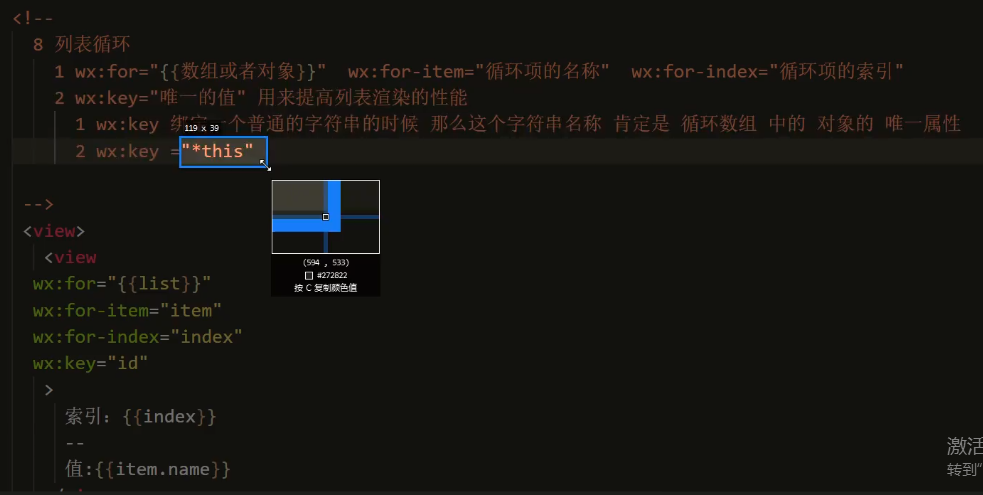 <!--
8 列表循环
1 wx:for="{{数组或者对象}}"  wx:for-item="循环项的名称"  wx:for-index="循环项的索引"
2 wx:key="唯一的值" 用来提高列表渲染的性能
1 wx:key 绑定一个普通的字符串的时候 那么这个字符串名称 肯定是 循环数组 中的 对象的 唯一属性
119 x 39
2 wx:key ="*this"
-->
(594 , 533)
#272822
按 C 复制颜色值
<view>
<view
wx:for="{{list}}"
wx:for-item="item"
wx:for-index="index"
wx:key="id"
>
索引: {{index}}
--
值:{{item.name}}
激活
转到"